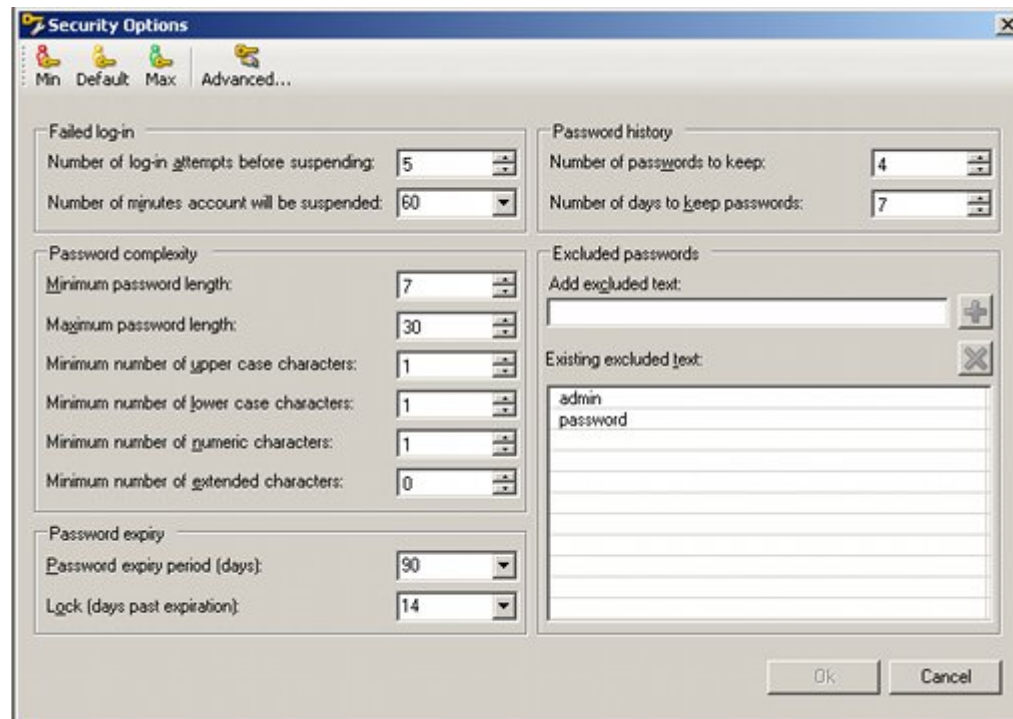 Security Options
Min Default Max Advanced...
Failed log-in
Number of log-in attempts before suspending: 5
Number of minutes account will be suspended: 60
Password complexity
Minimum password length: 7
Maximum password length: 30
Minimum number of upper case characters: 1
Minimum number of lower case characters: 1
Minimum number of numeric characters: 1
Minimum number of extended characters: 0
Password expiry
Password expiry period (days): 90
Lock (days past expiration): 14
Password history
Number of passwords to keep: 4
Number of days to keep passwords: 7
Excluded passwords
Add excluded text:
Existing excluded text:
admin
password
Ok Cancel